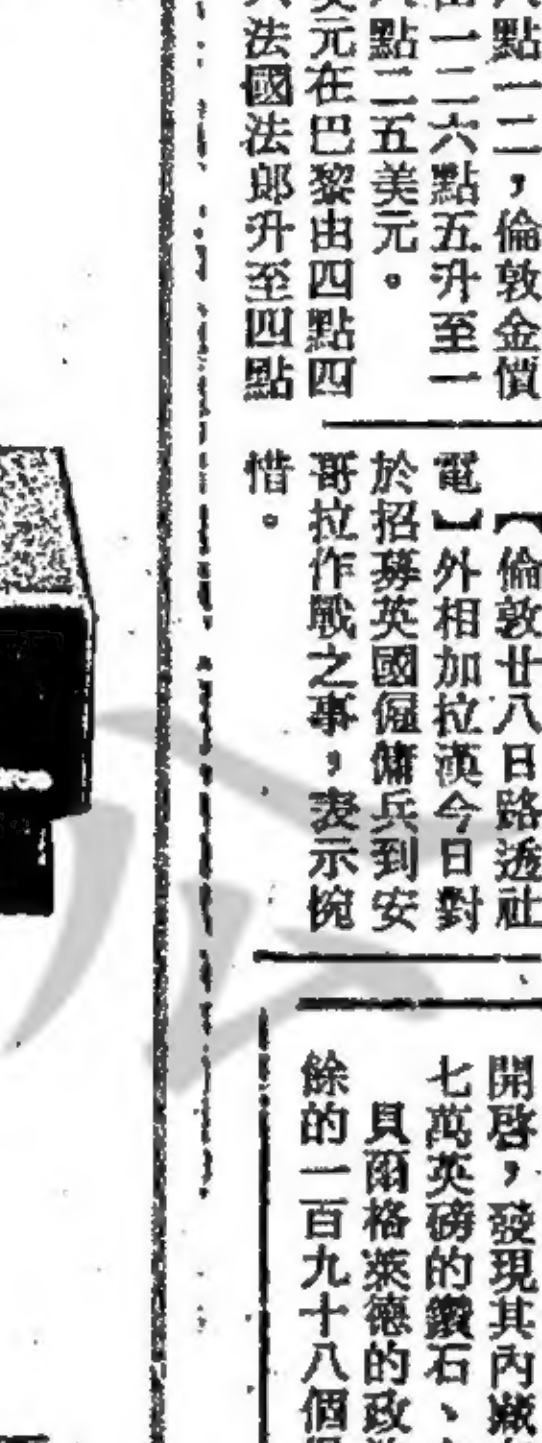 點一二，倫敦金價
一二六點五升至一
點二五美元。
元在巴黎由四點四
法國法郎升至四點
【倫敦廿八日路透社
電】外相加拉漢今日對
於招募英國僱傭兵到安
哥拉作戰之事，表示惋
惜。
開啓，發現其內藏
七萬英磅的鑽石、
貝爾格萊德的政
餘的一百九十八個